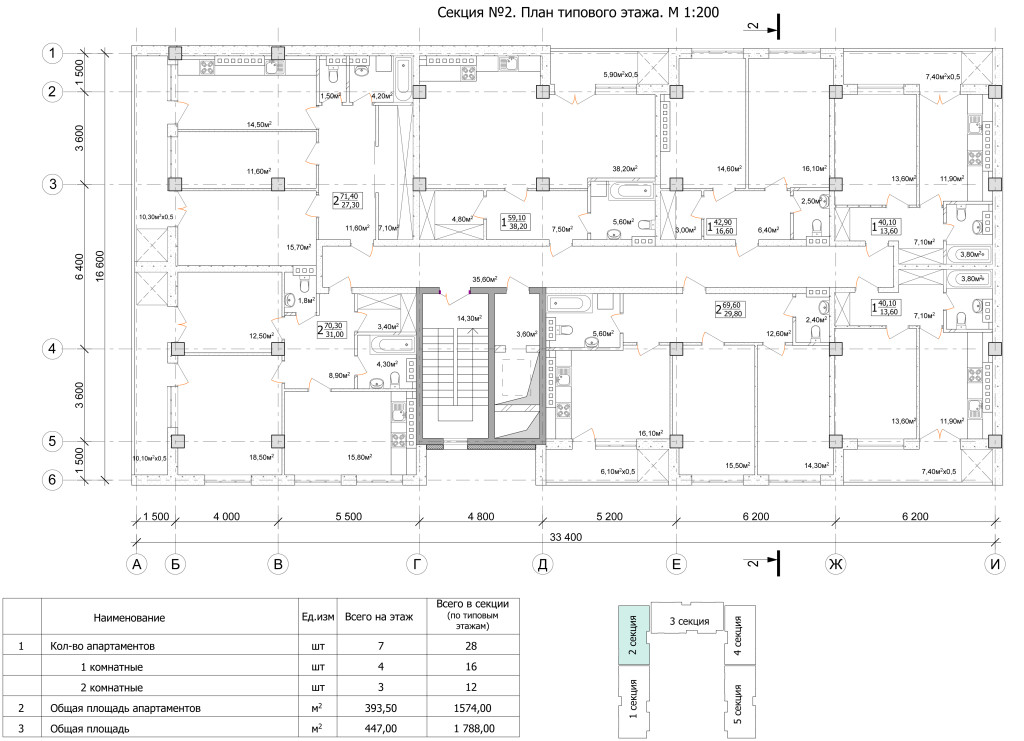 Секция №2. План типового этажа. М 1:200
2
1
1 500
5,90м²x0,5
7,40м²x0,5
2
1,50м²
4,20м²
14,50м²
3 600
38,20м²
14,60м²
16,10м²
11,60м²
13,60м²
11,90м²
3
2 71,40 27,30
2,50м²
10,30м²x0,5
4,80м²
1 59,10 38,20
5,60м²
1 42,90 16,60
1 40,10 13,60
11,60м²
7,10м²
7,50м²
3,00м²
6,40м²
15,70м²
7,10м²
3,80м²
6 400
16 600
35,60м²
3,80м²
1,8м²
14,30м²
2 69,60 29,80
1 40,10 13,60
2 70,30 31,00
3,40м²
2,40м²
7,10м²
12,50м²
3,60м²
5,60м²
12,60м²
4
4,30м²
8,90м²
3 600
13,60м²
11,90м²
16,10м²
5
18,50м²
15,80м²
10,10м²x0,5
15,50м²
14,30м²
1 500
6,10м²x0,5
7,40м²x0,5
6
1 500
4 000
5 500
4 800
5 200
6 200
6 200
33 400
А
Б
В
Г
Д
Е
Ж
И
2
Наименование
Ед.изм
Всего на этаж
Всего в секции
(по типовым
этажам)
1 Кол-во апартаментов шт 7 28
1 комнатные шт 4 16
2 комнатные шт 3 12
2 Общая площадь апартаментов м² 393,50 1574,00
3 Общая площадь м² 447,00 1 788,00
2 секция
3 секция
4 секция
1 секция
5 секция